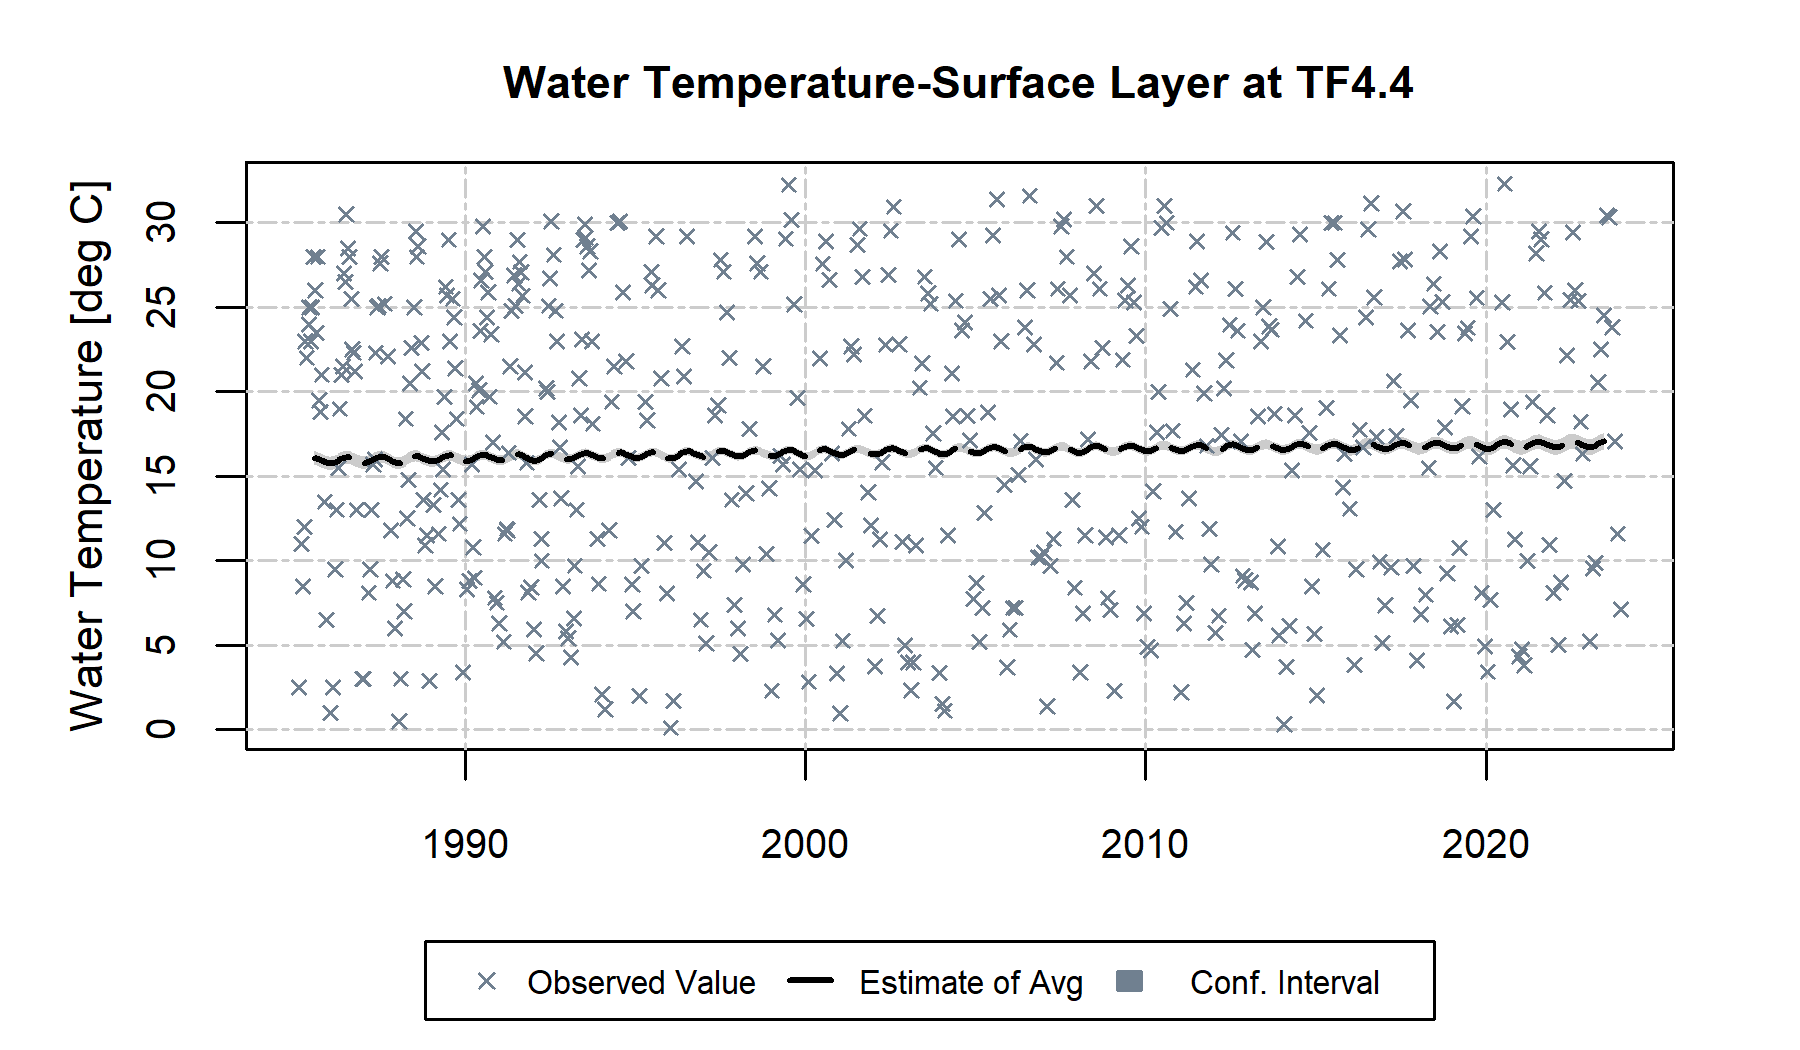 Water Temperature-Surface Layer at TF4.4
Water Temperature [deg C]
30
25
20
15
10
5
0
1990 2000 2010 2020
Observed Value Estimate of Avg Conf. Interval